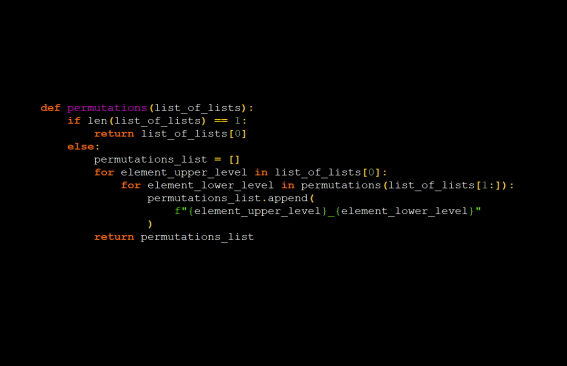 def permutations(list_of_lists):
    if len(list_of_lists) == 1:
        return list_of_lists[0]
    else:
        permutations_list = []
        for element_upper_level in list_of_lists[0]:
            for element_lower_level in permutations(list_of_lists[1:]):
                permutations_list.append(
                    f"{element_upper_level}_{element_lower_level}"
                )
        return permutations_list